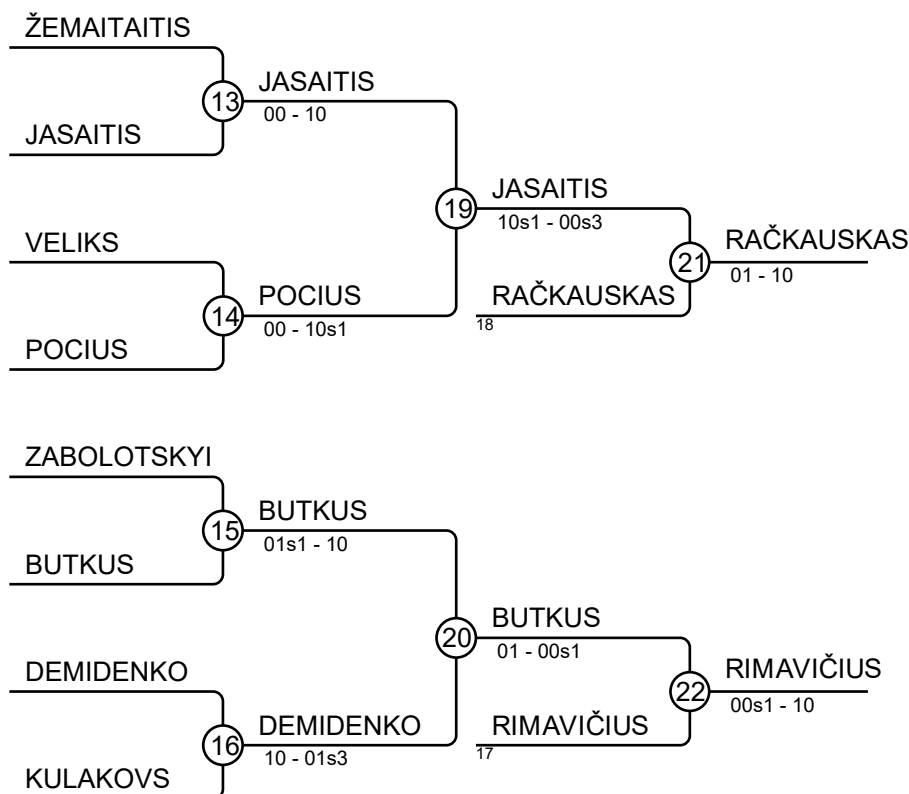 ŽEMAITAITIS
13
JASAITIS
00 - 10
JASAITIS
19
JASAITIS
10s1 - 00s3
VELIKS
14
POCIUS
00 - 10s1
POCIUS
21
RAČKAUSKAS
01 - 10
RAČKAUSKAS
18
ZABOLOTSKYI
15
BUTKUS
01s1 - 10
BUTKUS
20
BUTKUS
01 - 00s1
DEMIDENKO
16
DEMIDENKO
10 - 01s3
KULAKOVS
22
RIMAVIČIUS
00s1 - 10
RIMAVIČIUS
17